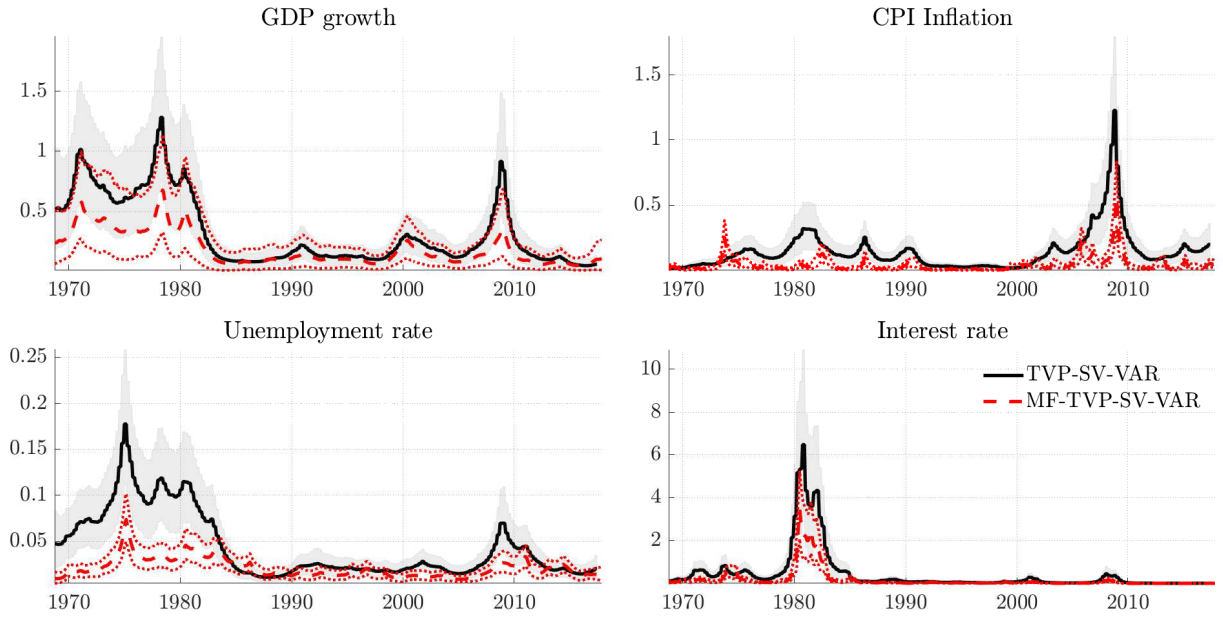 GDP growth
1.5
1
0.5
1970 1980 1990 2000 2010
CPI Inflation
1.5
1
0.5
1970 1980 1990 2000 2010
Unemployment rate
0.25
0.2
0.15
0.1
0.05
1970 1980 1990 2000 2010
Interest rate
10
8
6
4
2
1970 1980 1990 2000 2010
TVP-SV-VAR
MF-TVP-SV-VAR